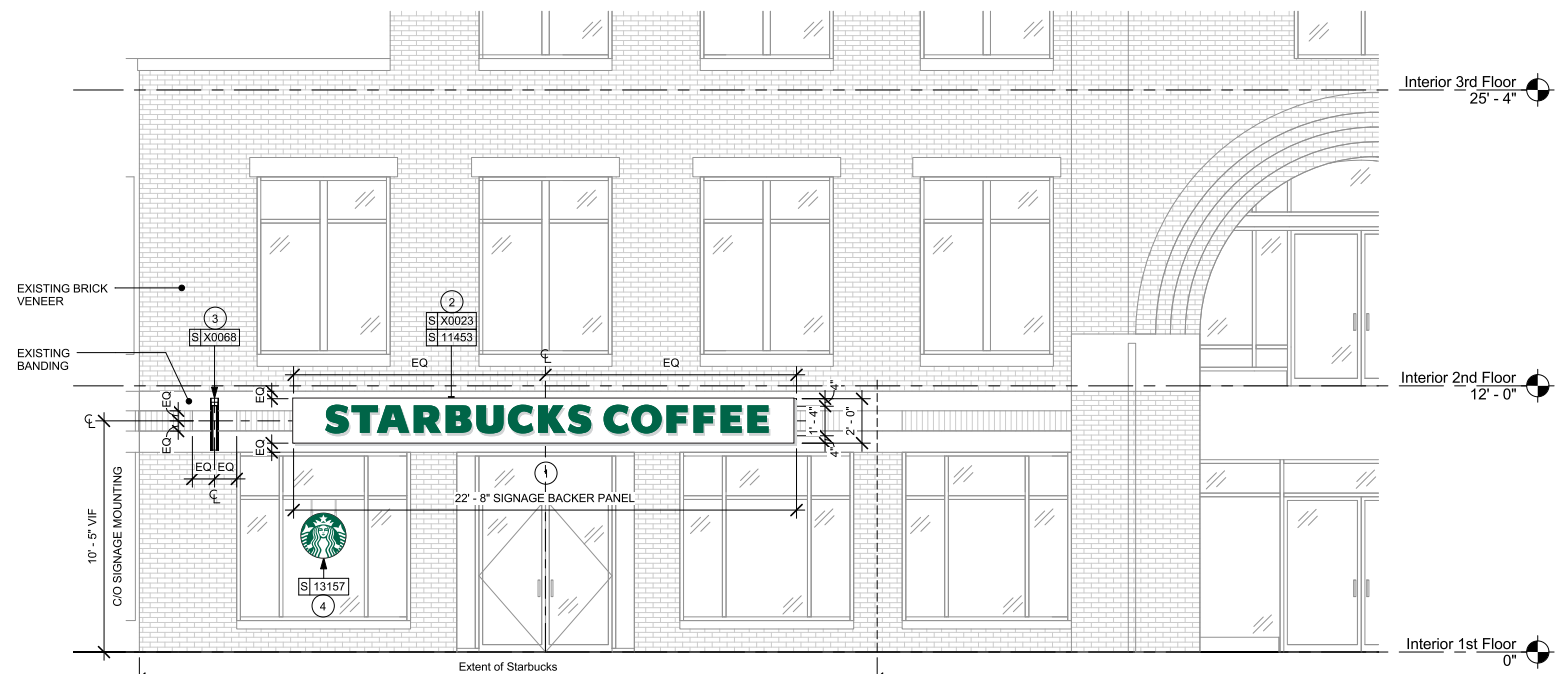 Interior 3rd Floor
25' - 4"
EXISTING BRICK
VENEER
3
S X0068
2
S X0023
S 11453
EXISTING
BANDING
EQ
℄
EQ
Interior 2nd Floor
12' - 0"
EQ
EQ
4"
℄
STARBUCKS COFFEE
1' - 4"
2' - 0"
EQ
EQ
4"
EQ EQ
℄
1
22' - 8" SIGNAGE BACKER PANEL
10' - 5" VIF
C/O SIGNAGE MOUNTING
S 13157
4
Interior 1st Floor
0"
Extent of Starbucks